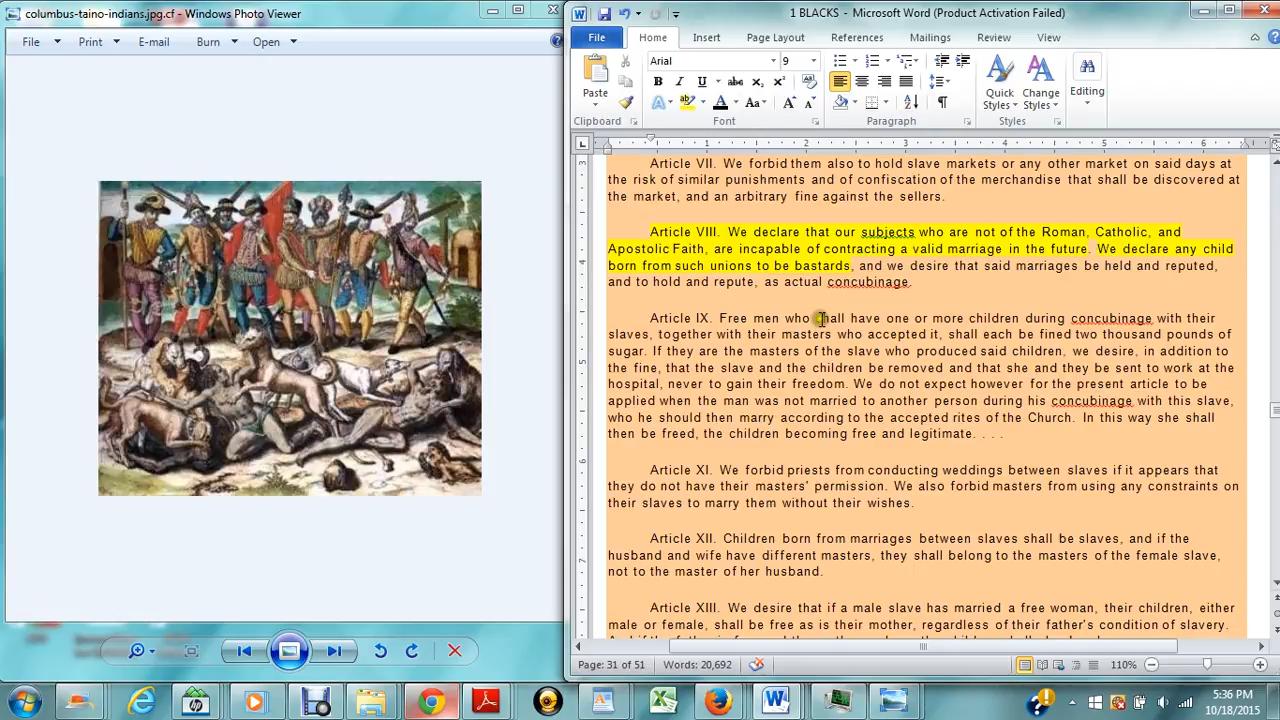 columbus-taino-indians.jpg.cf - Windows Photo Viewer
File Print E-mail Burn Open
1 BLACKS - Microsoft Word (Product Activation Failed)
File Home Insert Page Layout References Mailings Review View
Arial 9
Paste
Quick Styles
Change Styles
Editing
Clipboard Font Paragraph Styles
1 2 3 4 5 6
Article VII. We forbid them also to hold slave markets or any other market on said days at
the risk of similar punishments and of confiscation of the merchandise that shall be discovered at
the market, and an arbitrary fine against the sellers.
Article VIII. We declare that our subjects who are not of the Roman, Catholic, and
Apostolic Faith, are incapable of contracting a valid marriage in the future. We declare any child
born from such unions to be bastards, and we desire that said marriages be held and reputed,
and to hold and repute, as actual concubinage.
Article IX. Free men who shall have one or more children during concubinage with their
slaves, together with their masters who accepted it, shall each be fined two thousand pounds of
sugar. If they are the masters of the slave who produced said children, we desire, in addition to
the fine, that the slave and the children be removed and that she and they be sent to work at the
hospital, never to gain their freedom. We do not expect however for the present article to be
applied when the man was not married to another person during his concubinage with this slave,
who he should then marry according to the accepted rites of the Church. In this way she shall
then be freed, the children becoming free and legitimate. . . .
Article XI. We forbid priests from conducting weddings between slaves if it appears that
they do not have their masters' permission. We also forbid masters from using any constraints on
their slaves to marry them without their wishes.
Article XII. Children born from marriages between slaves shall be slaves, and if the
husband and wife have different masters, they shall belong to the masters of the female slave,
not to the master of her husband.
Article XIII. We desire that if a male slave has married a free woman, their children, either
male or female, shall be free as is their mother, regardless of their father's condition of slavery.
Page: 31 of 51 Words: 20,692 110%
5:36 PM
10/18/2015